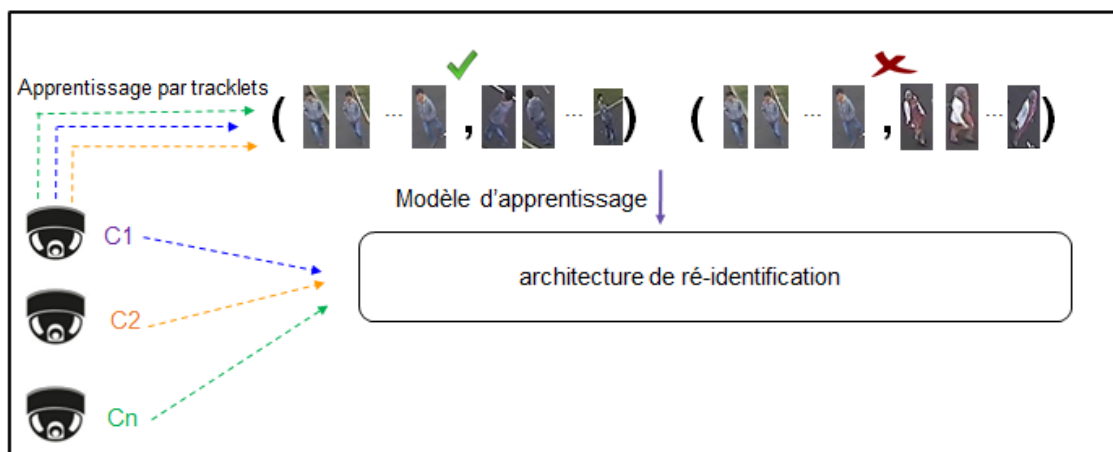 Apprentissage par tracklets
( ... , ... ) ( ... , ... )
Modèle d'apprentissage
C1
architecture de ré-identification
C2
Cn